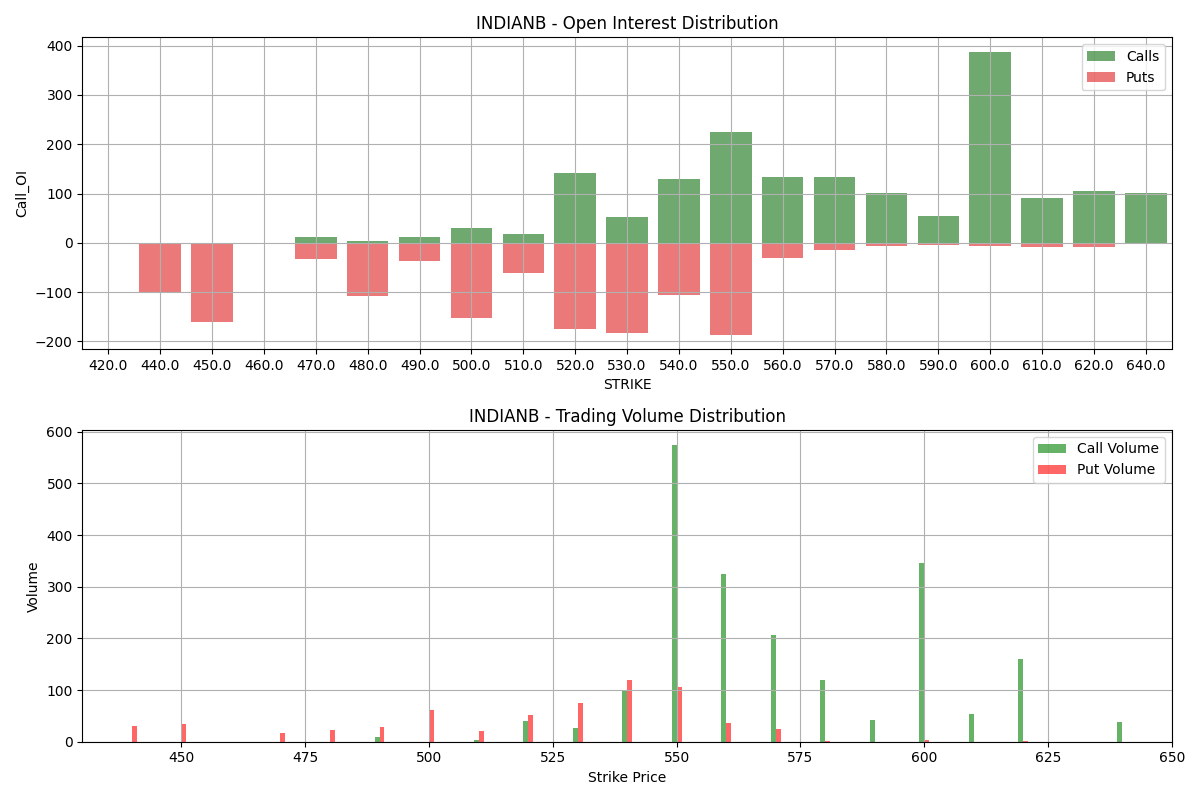 INDIANB - Open Interest Distribution
Call_OI
400
300
200
100
0
−100
−200
Calls
Puts
420.0 440.0 450.0 460.0 470.0 480.0 490.0 500.0 510.0 520.0 530.0 540.0 550.0 560.0 570.0 580.0 590.0 600.0 610.0 620.0 640.0
STRIKE
INDIANB - Trading Volume Distribution
Volume
600
500
400
300
200
100
0
Call Volume
Put Volume
450 475 500 525 550 575 600 625 650
Strike Price